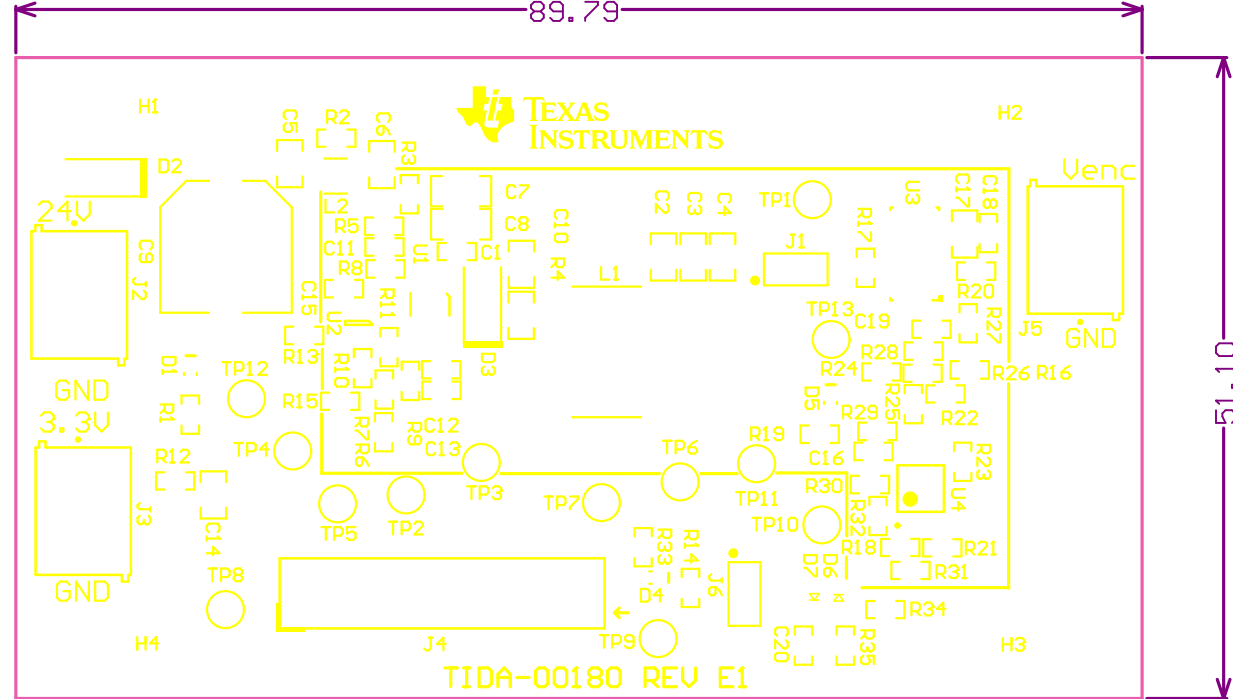 89.79
H1
C5
R2
C6
TEXAS
INSTRUMENTS
H2
D2
R3
Venc
24V
L2
C7
C2
C3
C4
TP1
U3
C17
C18
R5
C8
C10
R17
C9
C11
U1
C1
J1
J2
R8
R4
L1
R20
C15
R11
TP13
U2
C19
R27
J5
GND
R13
R28
D1
TP12
R10
D3
R24
R26
R16
GND
R15
D5
R25
3.3V
R1
R7
R6
R9
C12
R29
R22
TP4
C13
TP6
R19
R12
C16
R23
TP3
R30
J3
TP5
TP2
TP7
TP11
U4
C14
TP10
R32
R33
R14
R18
R21
TP8
D7
D6
R31
GND
J6
D4
R34
H4
J4
TP9
C20
R35
H3
TIDA-00180 REV E1
51.10